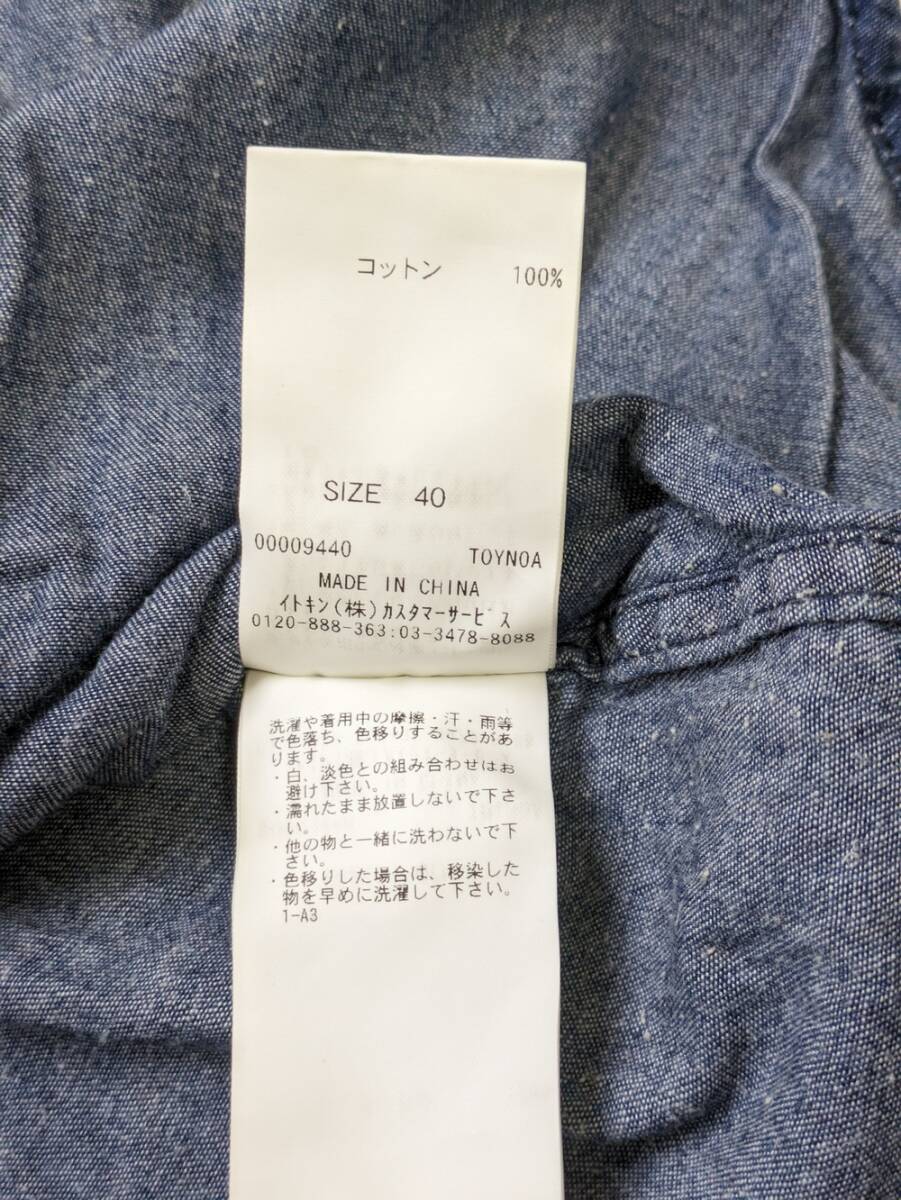 コットン 100%
SIZE 40
00009440 TOYNOA
MADE IN CHINA
イトキン(株)カスタマーサービス
0120-888-363:03-3478-8088
洗濯や着用中の摩擦・汗・雨等
で色落ち、色移りすることがあ
ります。
・白、淡色との組み合わせはお
避け下さい。
・濡れたまま放置しないで下さ
い。
・他の物と一緒に洗わないで下
さい。
・色移りした場合は、移染した
物を早めに洗濯して下さい。
1-A3